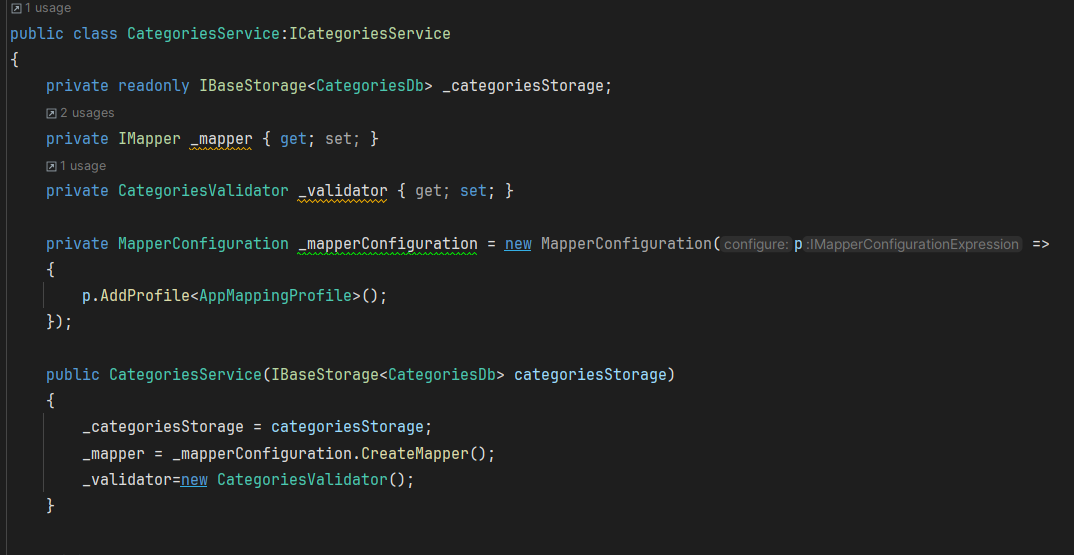 1 usage
public class CategoriesService:ICategoriesService
{
    private readonly IBaseStorage<CategoriesDb> _categoriesStorage;
    2 usages
    private IMapper _mapper { get; set; }
    1 usage
    private CategoriesValidator _validator { get; set; }
    private MapperConfiguration _mapperConfiguration = new MapperConfiguration(configure: p :IMapperConfigurationExpression =>
    {
        p.AddProfile<AppMappingProfile>();
    });
    public CategoriesService(IBaseStorage<CategoriesDb> categoriesStorage)
    {
        _categoriesStorage = categoriesStorage;
        _mapper = _mapperConfiguration.CreateMapper();
        _validator=new CategoriesValidator();
    }